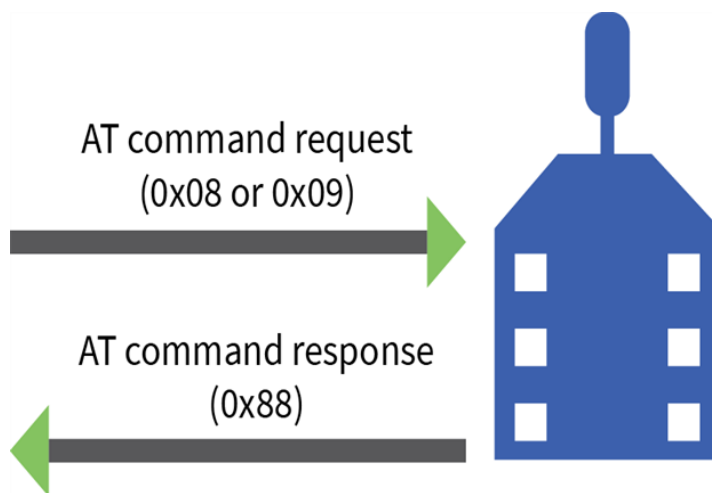 AT command request
(0x08 or 0x09)
AT command response
(0x88)